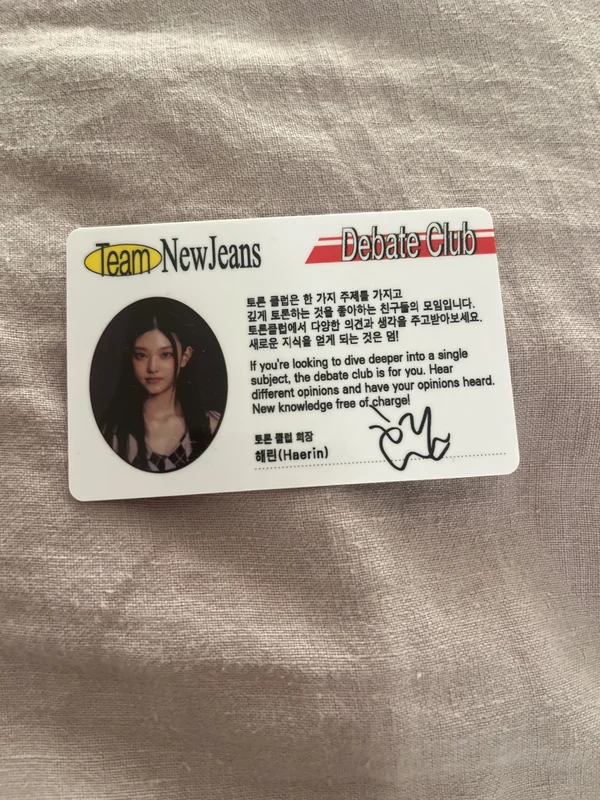 Team NewJeans
Debate Club
토론 클럽은 한 가지 주제를 가지고
깊게 토론하는 것을 좋아하는 친구들의 모임입니다.
토론클럽에서 다양한 의견과 생각을 주고받아보세요.
새로운 지식을 얻게 되는 것은 덤!
If you're looking to dive deeper into a single
subject, the debate club is for you. Hear
different opinions and have your opinions heard.
New knowledge free of charge!
토론 클럽 회장
해린(Haerin)